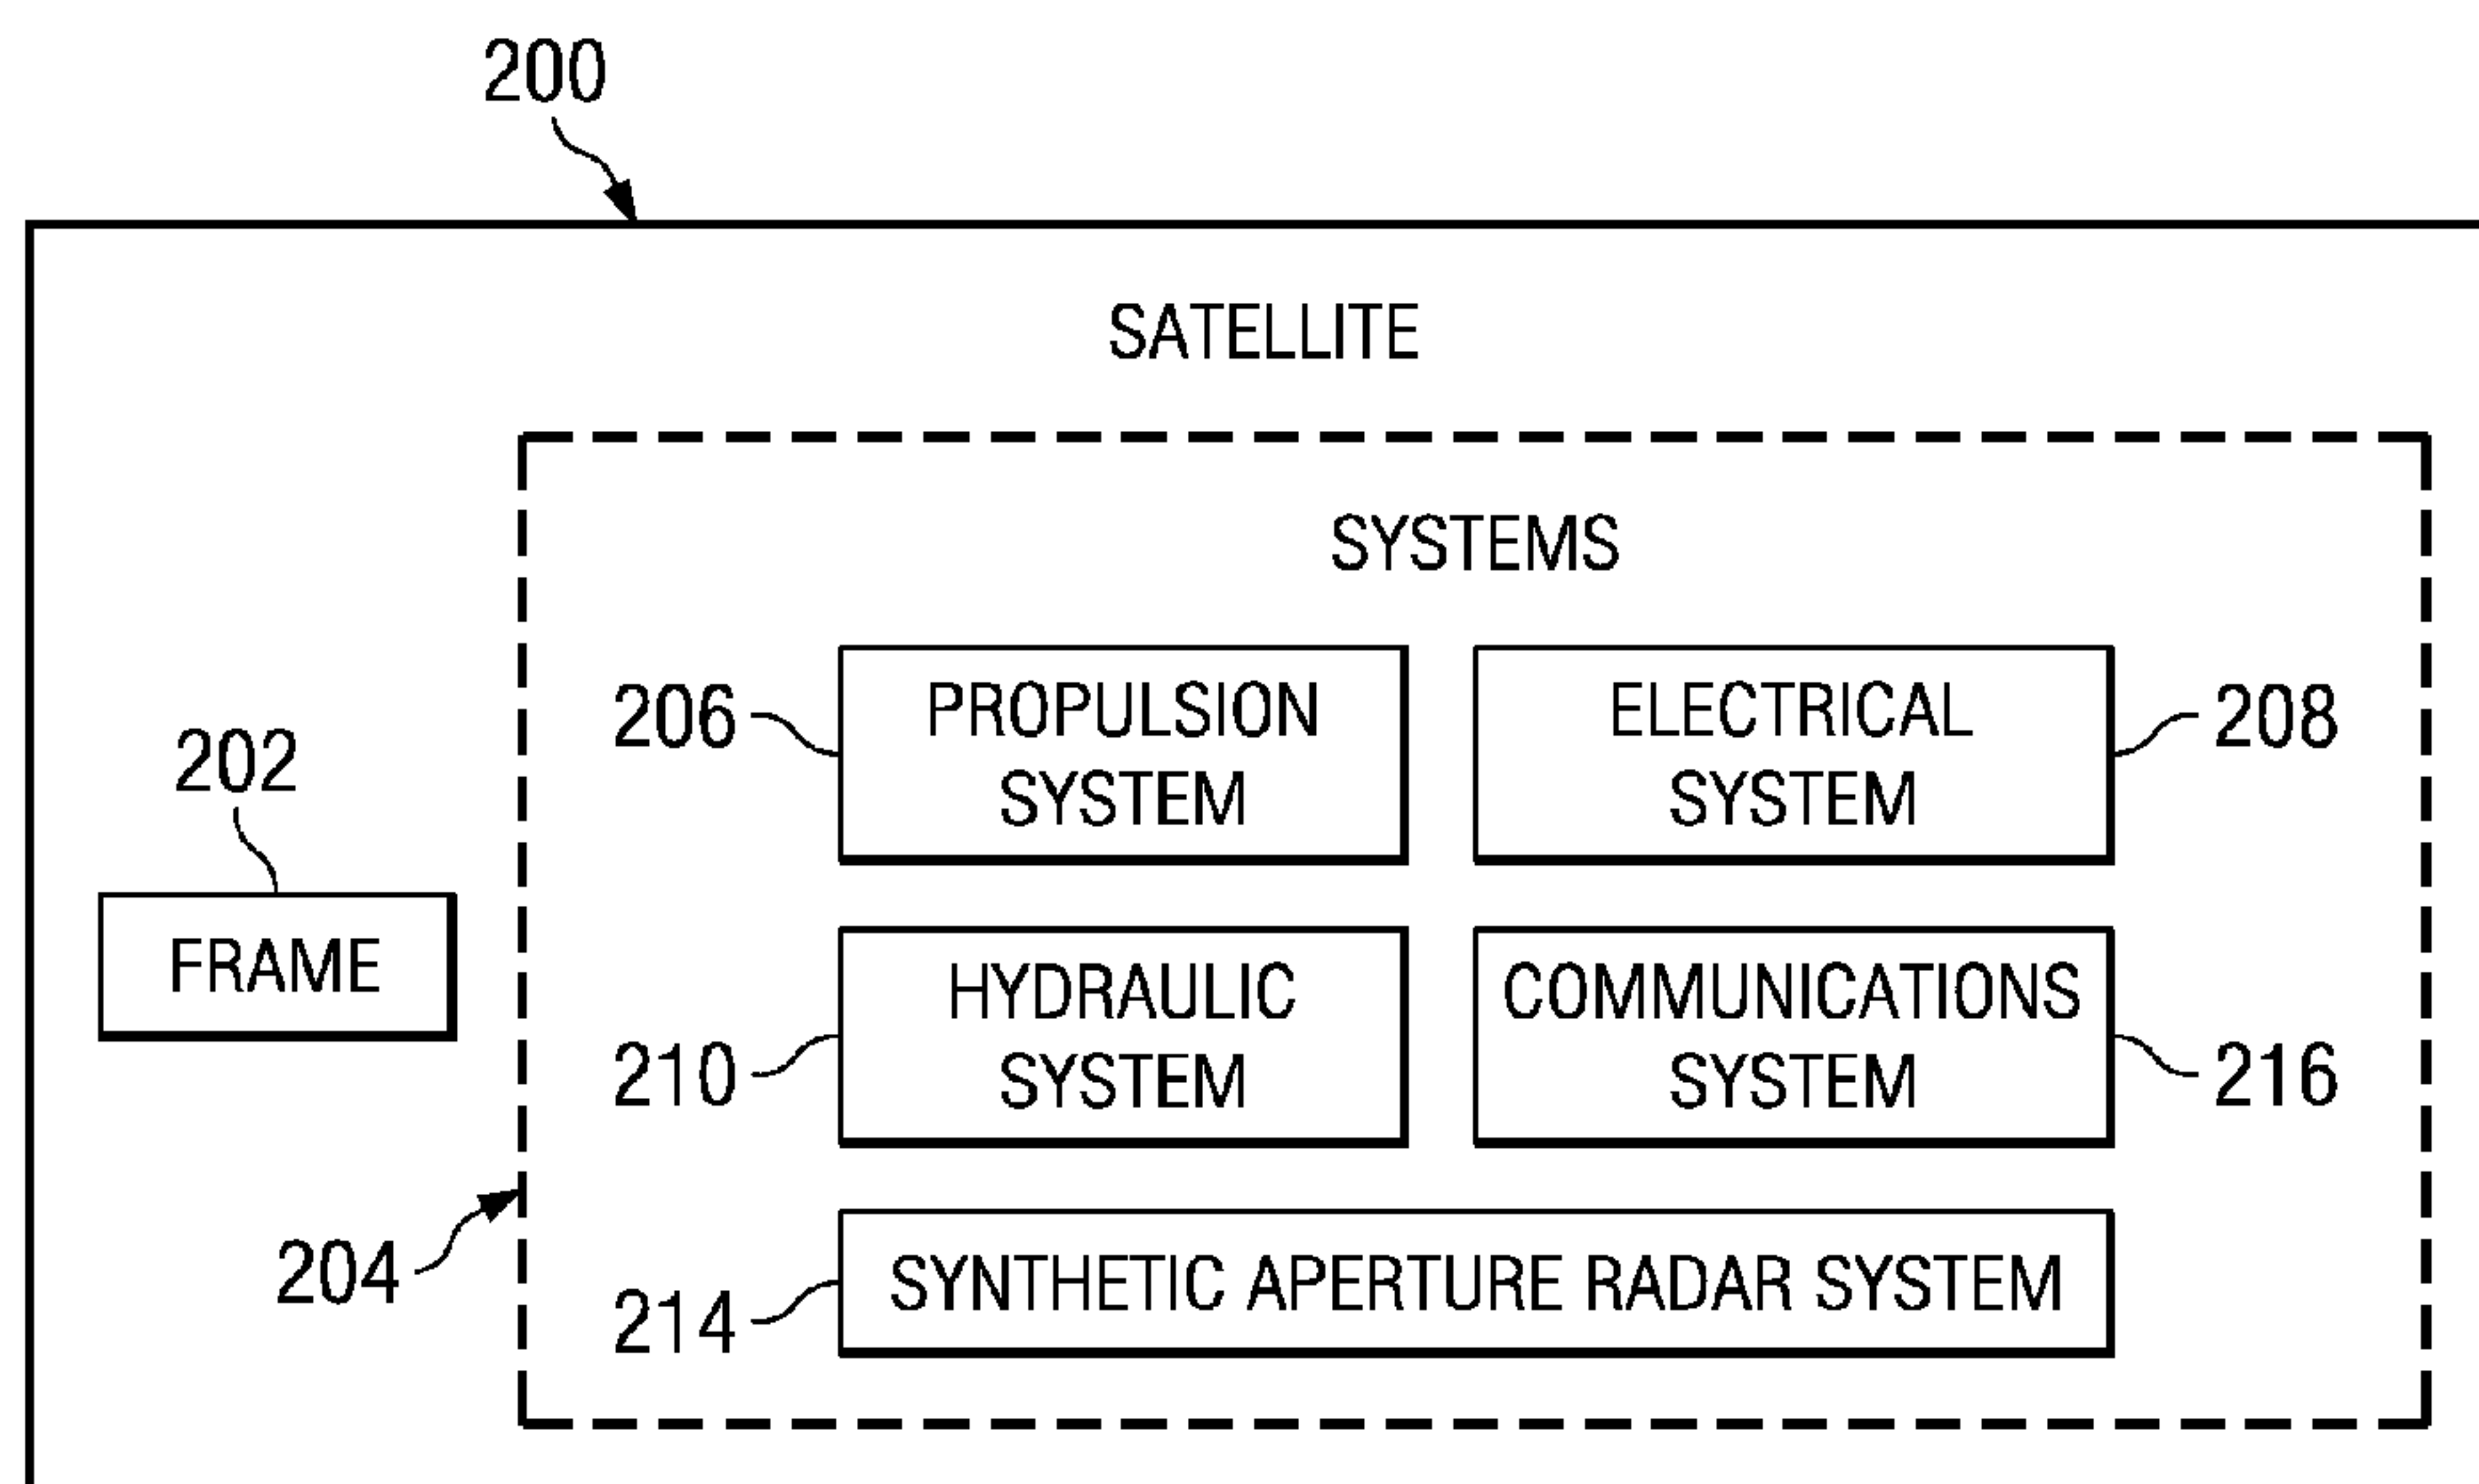 200
SATELLITE
SYSTEMS
206
PROPULSION
SYSTEM
ELECTRICAL
SYSTEM
208
202
FRAME
210
HYDRAULIC
SYSTEM
COMMUNICATIONS
SYSTEM
216
204
214
SYNTHETIC APERTURE RADAR SYSTEM